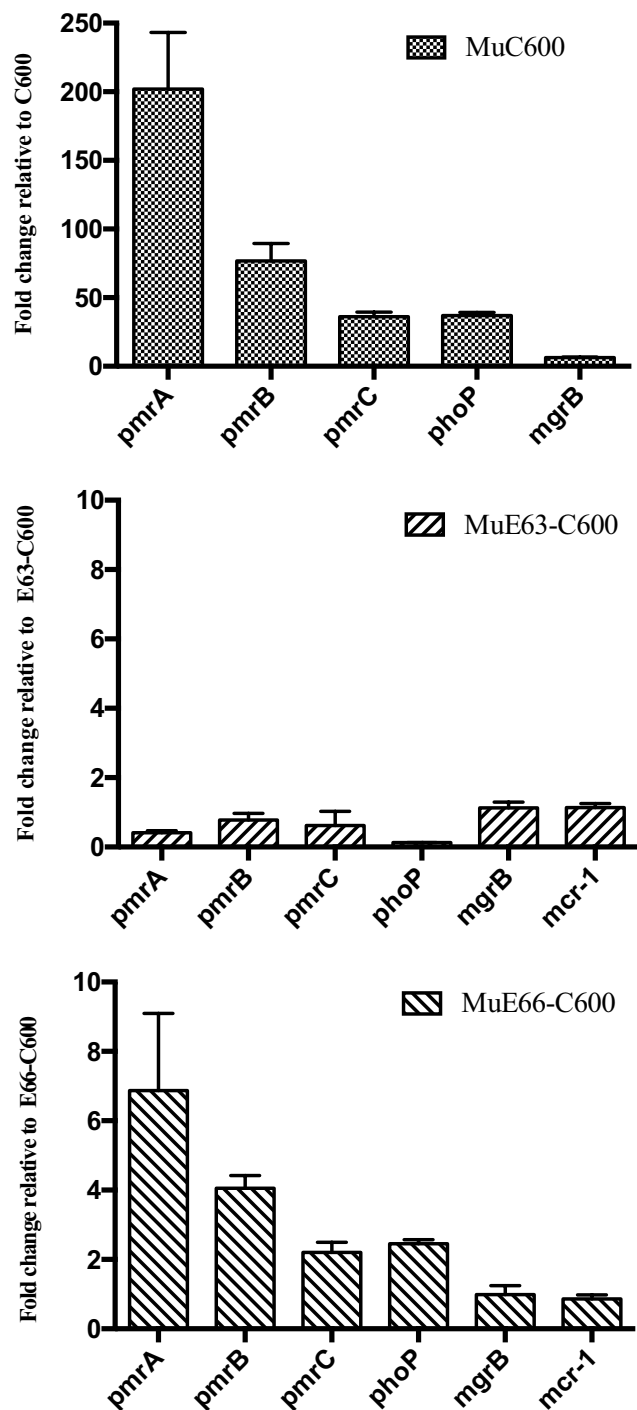 Fold change relative to C600
250
200
150
100
50
0
MuC600
pmrA
pmrB
pmrC
phoP
mgrB
Fold change relative to E63-C600
10
8
6
4
2
0
MuE63-C600
pmrA
pmrB
pmrC
phoP
mgrB
mcr-1
Fold change relative to E66-C600
10
8
6
4
2
0
MuE66-C600
pmrA
pmrB
pmrC
phoP
mgrB
mcr-1